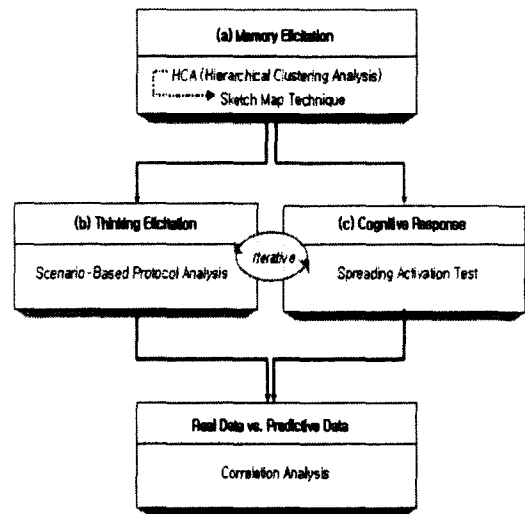 (a) Memory Elicitation
HCA (Hierarchical Clustering Analysis)
Sketch Map Technique
(b) Thinking Elicitation
Scenario-Based Protocol Analysis
Iterative
(c) Cognitive Response
Spreading Activation Test
Real Data vs. Predictive Data
Correlation Analysis